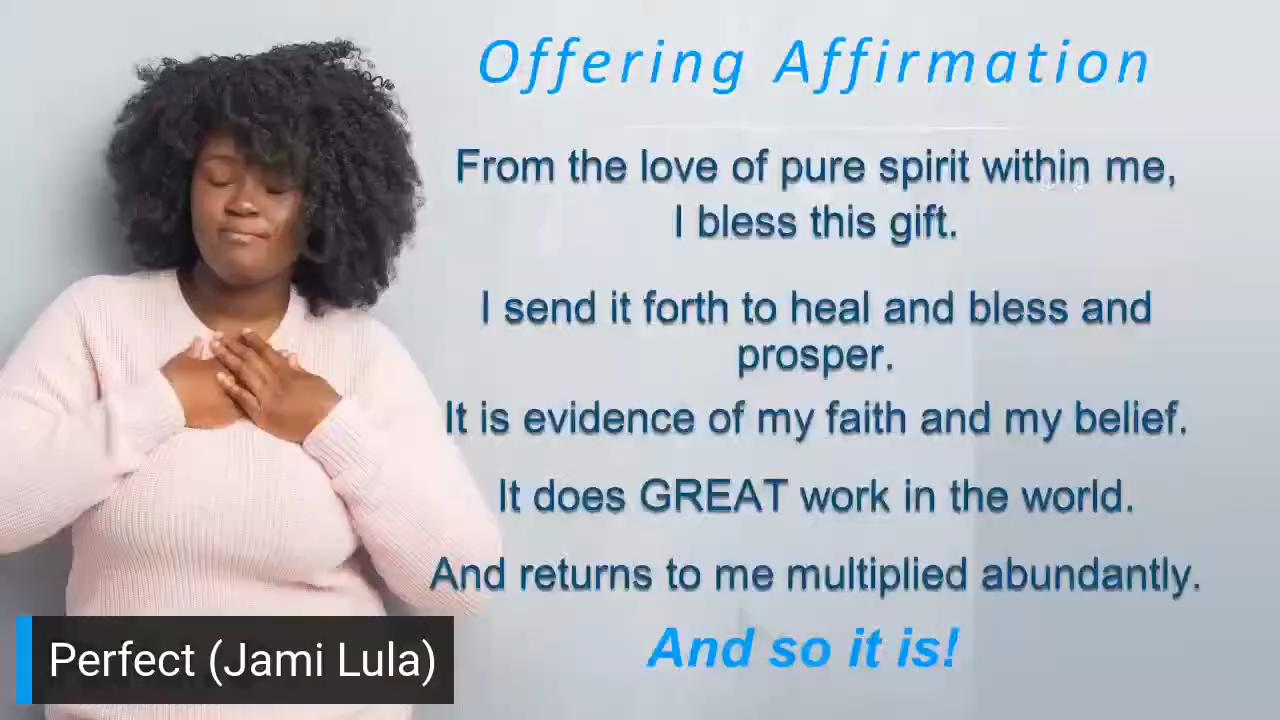 Offering Affirmation
From the love of pure spirit within me,
I bless this gift.
I send it forth to heal and bless and
prosper.
It is evidence of my faith and my belief.
It does GREAT work in the world.
And returns to me multiplied abundantly.
And so it is!
Perfect (Jami Lula)